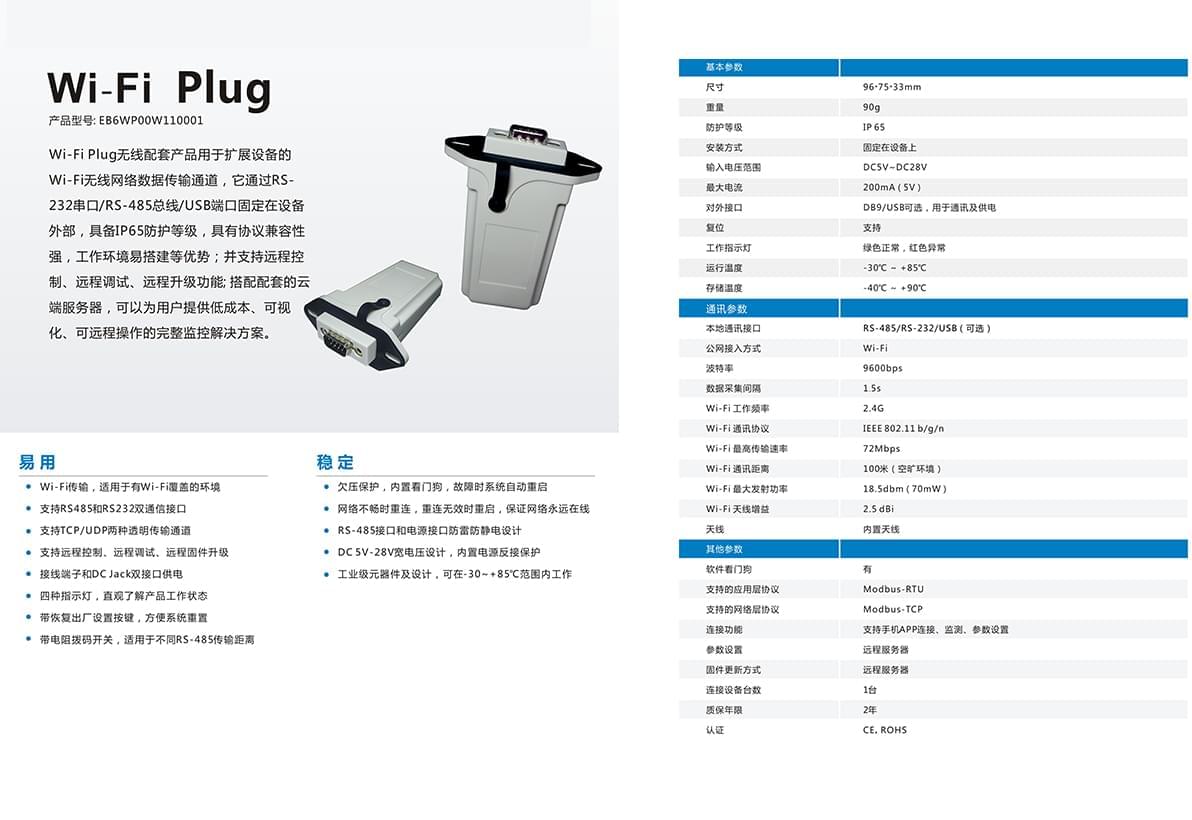 Wi-Fi Plug
产品型号: EB6WP00W110001
Wi-Fi Plug无线配套产品用于扩展设备的
Wi-Fi无线网络数据传输通道，它通过RS-
232串口/RS-485总线/USB端口固定在设备
外部，具备IP65防护等级，具有协议兼容性
强，工作环境易搭建等优势；并支持远程控
制、远程调试、远程升级功能; 搭配配套的云
端服务器，可以为用户提供低成本、可视
化、可远程操作的完整监控解决方案。
易用
Wi-Fi传输，适用于有Wi-Fi覆盖的环境
支持RS485和RS232双通信接口
支持TCP/UDP两种透明传输通道
支持远程控制、远程调试、远程固件升级
接线端子和DC Jack双接口供电
四种指示灯，直观了解产品工作状态
带恢复出厂设置按键，方便系统重置
带电阻拨码开关，适用于不同RS-485传输距离
稳定
欠压保护，内置看门狗，故障时系统自动重启
网络不畅时重连，重连无效时重启，保证网络永远在线
RS-485接口和电源接口防雷防静电设计
DC 5V-28V宽电压设计，内置电源反接保护
工业级元器件及设计，可在-30~+85℃范围内工作
基本参数
尺寸 96*75*33mm
重量 90g
防护等级 IP 65
安装方式 固定在设备上
输入电压范围 DC5V~DC28V
最大电流 200mA ( 5V )
对外接口 DB9/USB可选，用于通讯及供电
复位 支持
工作指示灯 绿色正常，红色异常
运行温度 -30℃ ~ +85℃
存储温度 -40℃ ~ +90℃
通讯参数
本地通讯接口 RS-485/RS-232/USB ( 可选 )
公网接入方式 Wi-Fi
波特率 9600bps
数据采集间隔 1.5s
Wi-Fi 工作频率 2.4G
Wi-Fi 通讯协议 IEEE 802.11 b/g/n
Wi-Fi 最高传输速率 72Mbps
Wi-Fi 通讯距离 100米 ( 空旷环境 )
Wi-Fi 最大发射功率 18.5dbm ( 70mW )
Wi-Fi 天线增益 2.5 dBi
天线 内置天线
其他参数
软件看门狗 有
支持的应用层协议 Modbus-RTU
支持的网络层协议 Modbus-TCP
连接功能 支持手机APP连接、监测、参数设置
参数设置 远程服务器
固件更新方式 远程服务器
连接设备台数 1台
质保年限 2年
认证 CE, ROHS